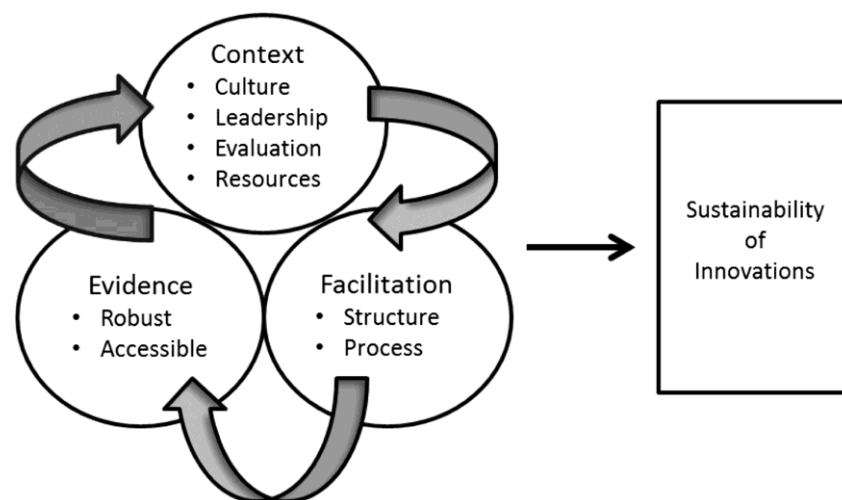 Context
• Culture
• Leadership
• Evaluation
• Resources
Evidence
• Robust
• Accessible
Facilitation
• Structure
• Process
Sustainability
of
Innovations